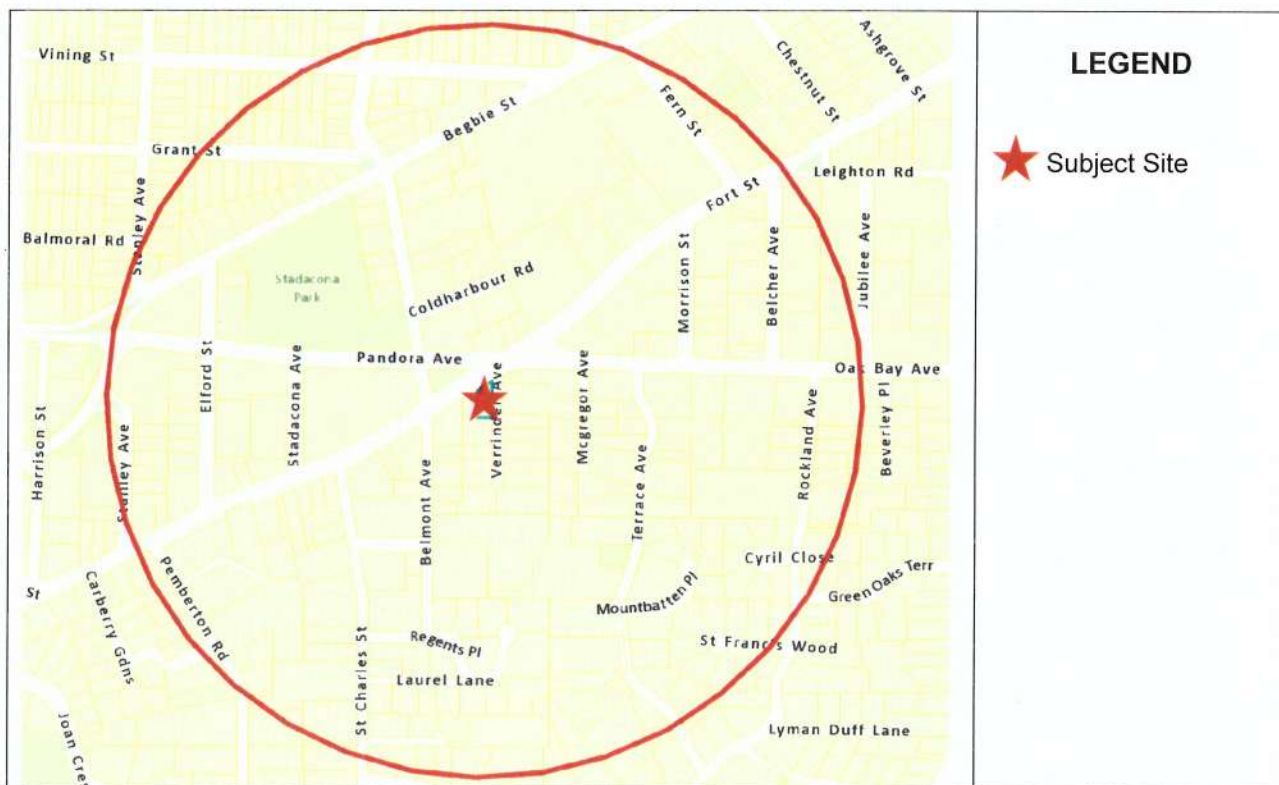 Vining St
Begbie St
Fern St
Chestnut St
Ashgrove St
Grant St
Stanley Ave
Balmoral Rd
Fort St
Leighton Rd
Stadacona
Park
Coldharbour Rd
Morrison St
Belcher Ave
Jubilee Ave
Elford St
Pandora Ave
Stadacona Ave
Verrinder Ave
Mcgregor Ave
Oak Bay Ave
Harrison St
Stanley Ave
Belmont Ave
Terrace Ave
Rockland Ave
Beverley Pl
St
Carberry Gdns
Pemberton Rd
Cyril Close
Green Oaks Terr
Mountbatten Pl
St Charles St
Regents Pl
Laurel Lane
St Francis Wood
Joan Cres
Lyman Duff Lane
LEGEND
Subject Site